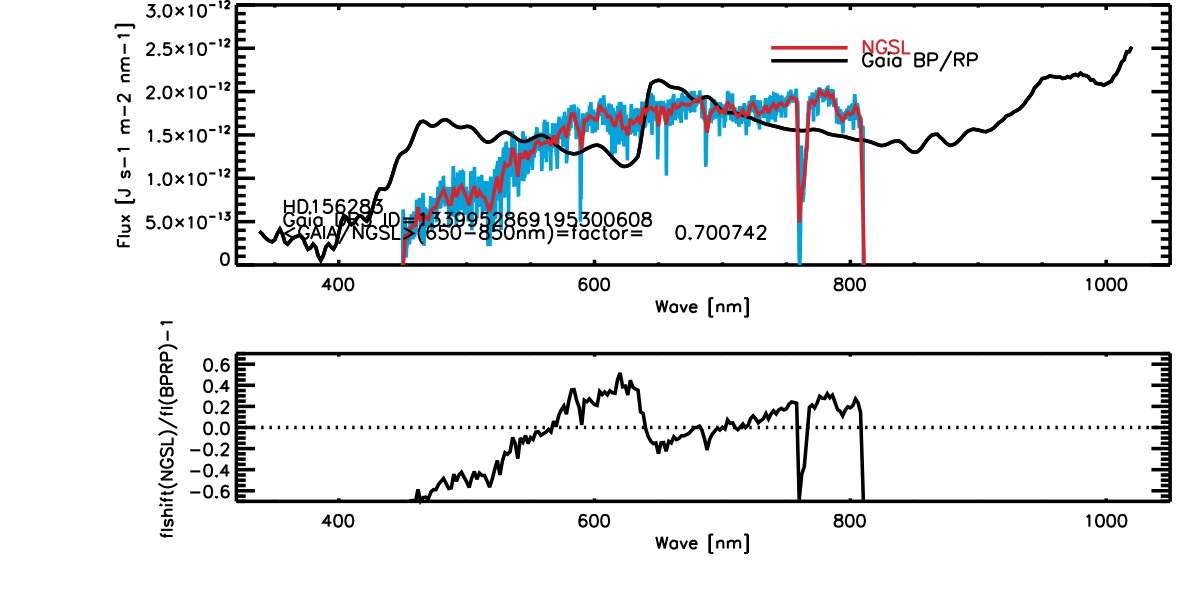 3.0×10-12
2.5×10-12
2.0×10-12
1.5×10-12
1.0×10-12
5.0×10-13
0
Flux [J s-1 m-2 nm-1]
NGSL
Gaia BP/RP
HD156283
Gaia ID=1339952869195300608
<GAIA/NGSL>(650-850nm)=factor= 0.700742
400 600 800 1000
Wave [nm]
flshift(NGSL)/fl(BPRP)-1
0.6
0.4
0.2
0.0
-0.2
-0.4
-0.6
400 600 800 1000
Wave [nm]